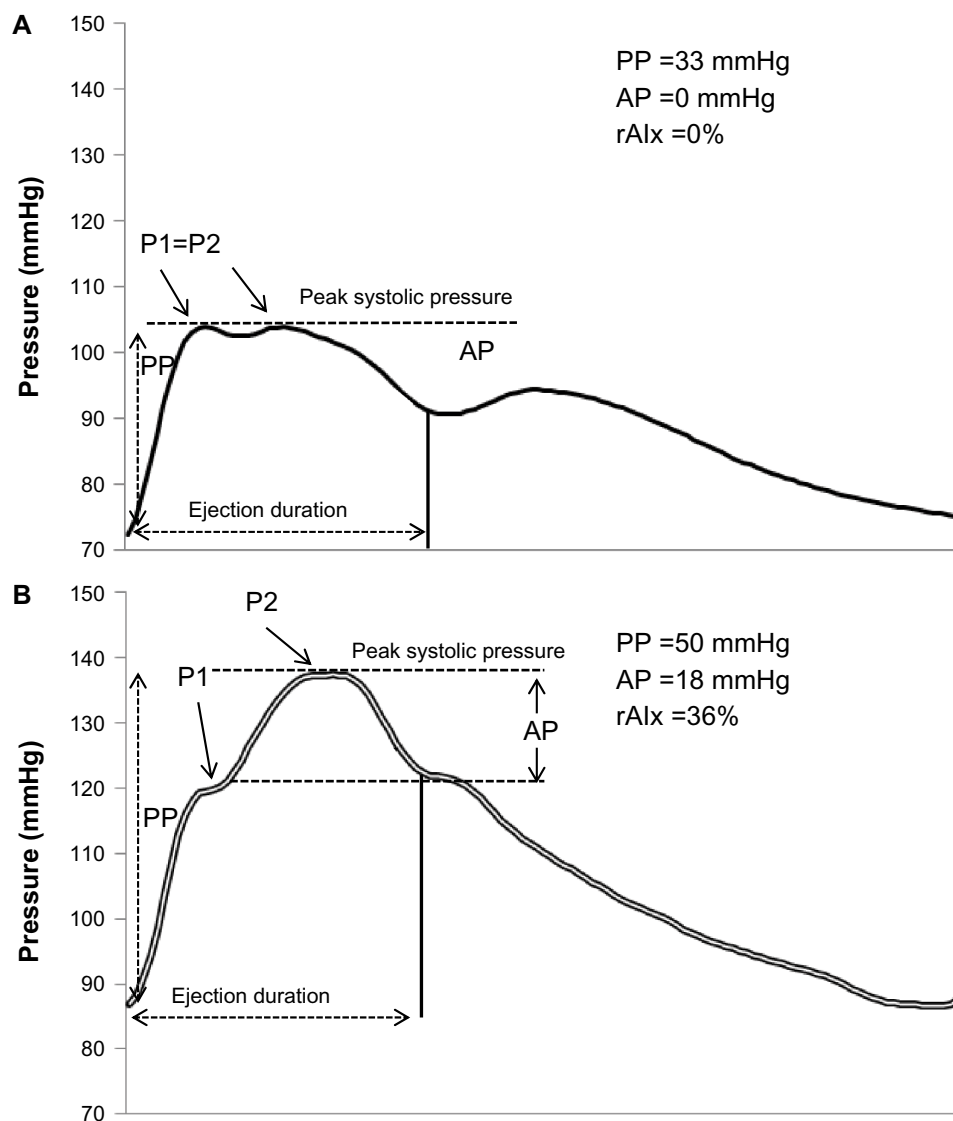 A
Pressure (mmHg)
150
140
130
120
110
100
90
80
70
PP =33 mmHg
AP =0 mmHg
rAIx =0%
P1=P2
Peak systolic pressure
PP
AP
Ejection duration
B
Pressure (mmHg)
150
140
130
120
110
100
90
80
70
P2
PP =50 mmHg
AP =18 mmHg
rAIx =36%
Peak systolic pressure
P1
AP
PP
Ejection duration